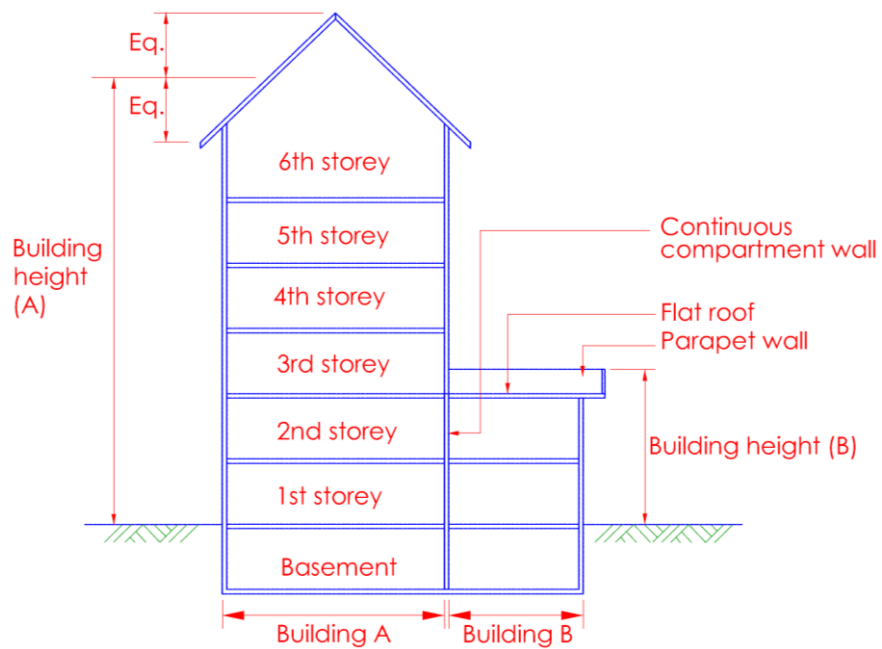 Eq.
Eq.
6th storey
5th storey
Continuous
compartment wall
Building
height
(A)
4th storey
Flat roof
Parapet wall
3rd storey
2nd storey
Building height (B)
1st storey
Basement
Building A
Building B